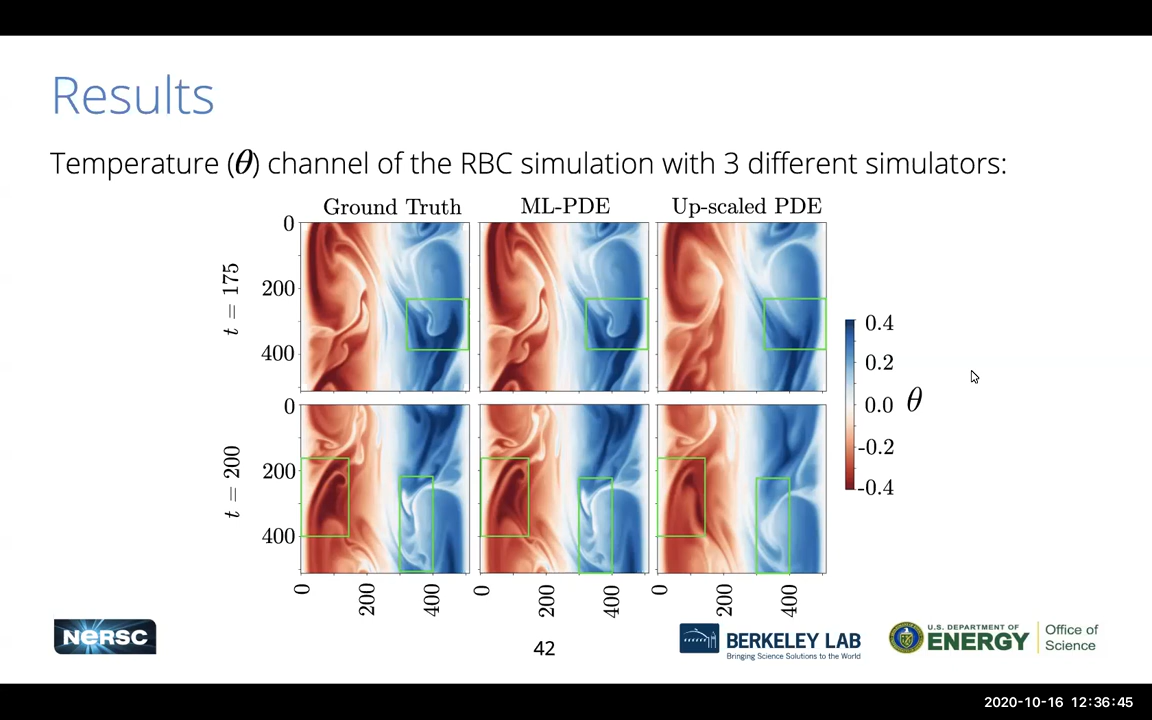 Results
Temperature (θ) channel of the RBC simulation with 3 different simulators:
Ground Truth ML-PDE Up-scaled PDE
t = 175
0
200
400
t = 200
0
200
400
0 200 400 0 200 400 0 200 400
0.4
0.2
0.0
-0.2
-0.4
θ
NERSC
42
BERKELEY LAB
Bringing Science Solutions to the World
U.S. DEPARTMENT OF
ENERGY
Office of
Science
2020-10-16 12:36:45